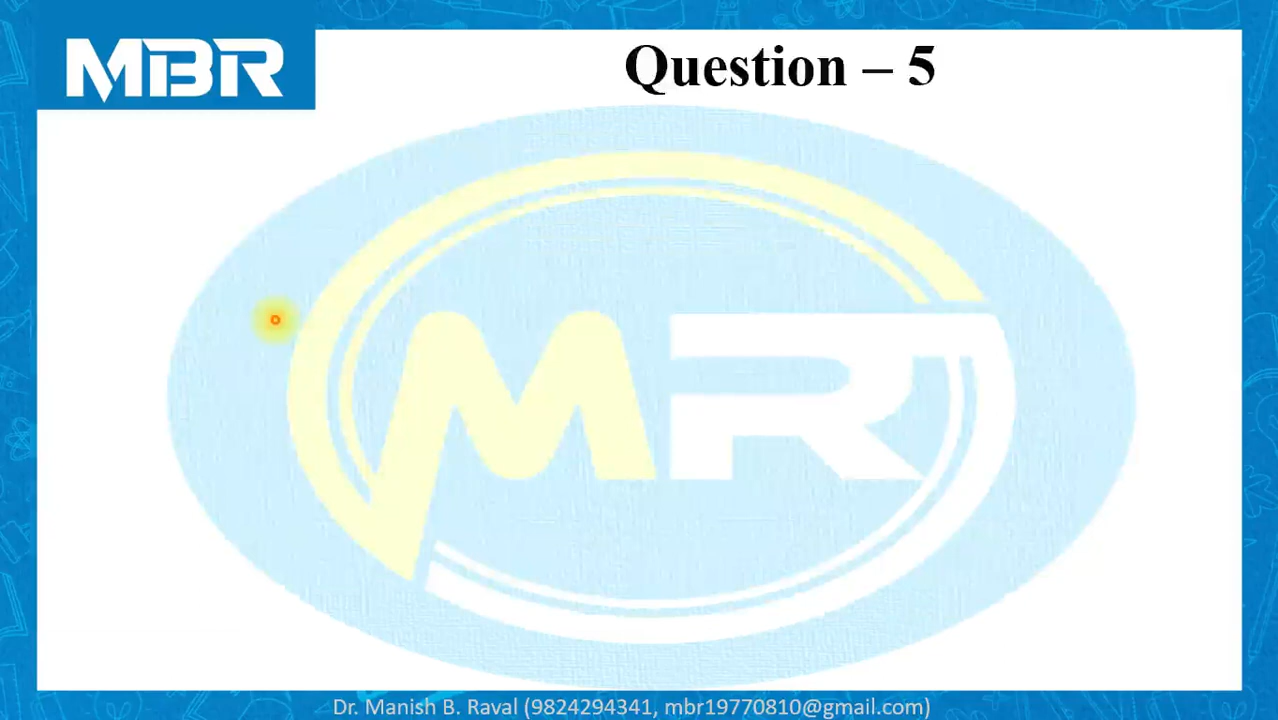 MBR
Question – 5
MR
Dr. Manish B. Raval (9824294341, mbr19770810@gmail.com)